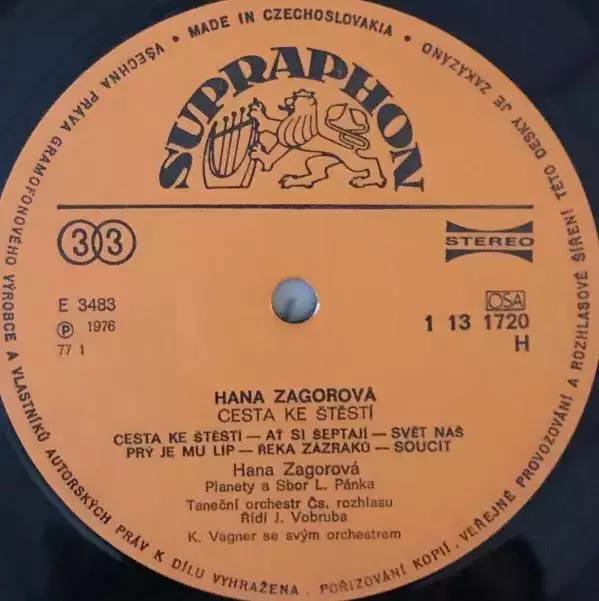 VŠECHNA PRÁVA GRAMOFONOVÉHO VÝROBCE A VLASTNÍKŮ AUTORSKÝCH PRÁV K DÍLU VYHRAŽENA. POŘIZOVÁNÍ KOPIÍ, VEŘEJNÉ PROVOZOVÁNÍ A ROZHLASOVÉ ŠÍŘENÍ TÉTO DESKY JE ZAKÁZÁNO • MADE IN CZECHOSLOVAKIA •
SUPRAPHON
33
STEREO
E 3483
℗ 1976
77 1
OSA
1 13 1720
H
HANA ZAGOROVÁ
CESTA KE ŠTĚSTÍ
CESTA KE ŠTĚSTÍ — AŤ SI ŠEPTAJÍ — SVĚT NÁŠ
PRÝ JE MU LÍP — ŘEKA ZÁZRAKŮ — SOUCIT
Hana Zagorová
Planety a Sbor L. Pánka
Taneční orchestr Čs. rozhlasu
Řídí J. Vobruba
K. Vágner se svým orchestrem